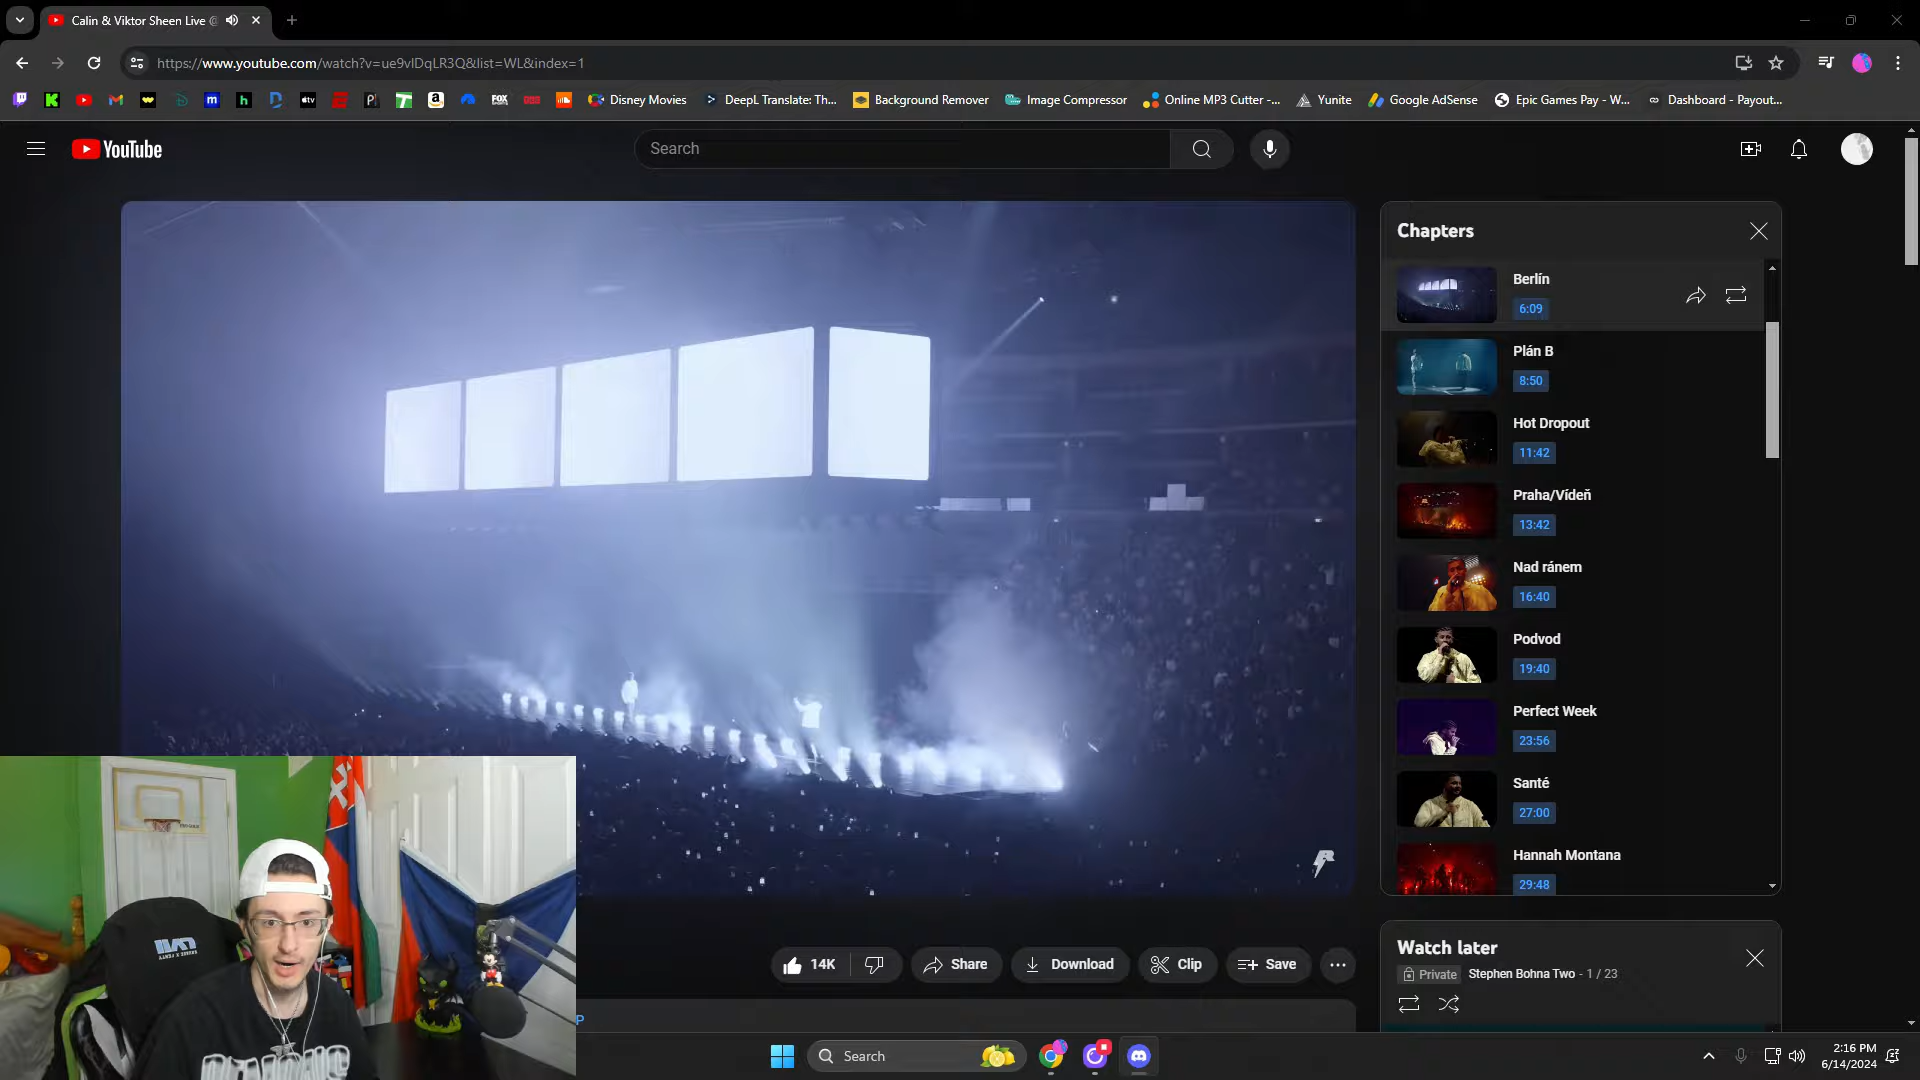 Calin & Viktor Sheen Live @
https://www.youtube.com/watch?v=ue9vlDqLR3Q&list=WL&index=1
Disney Movies
DeepL Translate: Th...
Background Remover
Image Compressor
Online MP3 Cutter -...
Yunite
Google AdSense
Epic Games Pay - W...
Dashboard - Payout...
YouTube
Search
Chapters
Berlín
6:09
Plán B
8:50
Hot Dropout
11:42
Praha/Vídeň
13:42
Nad ránem
16:40
Podvod
19:40
Perfect Week
23:56
Santé
27:00
Hannah Montana
29:48
14K
Share
Download
Clip
Save
Watch later
Private
Stephen Bohna Two - 1 / 23
Search
2:16 PM
6/14/2024